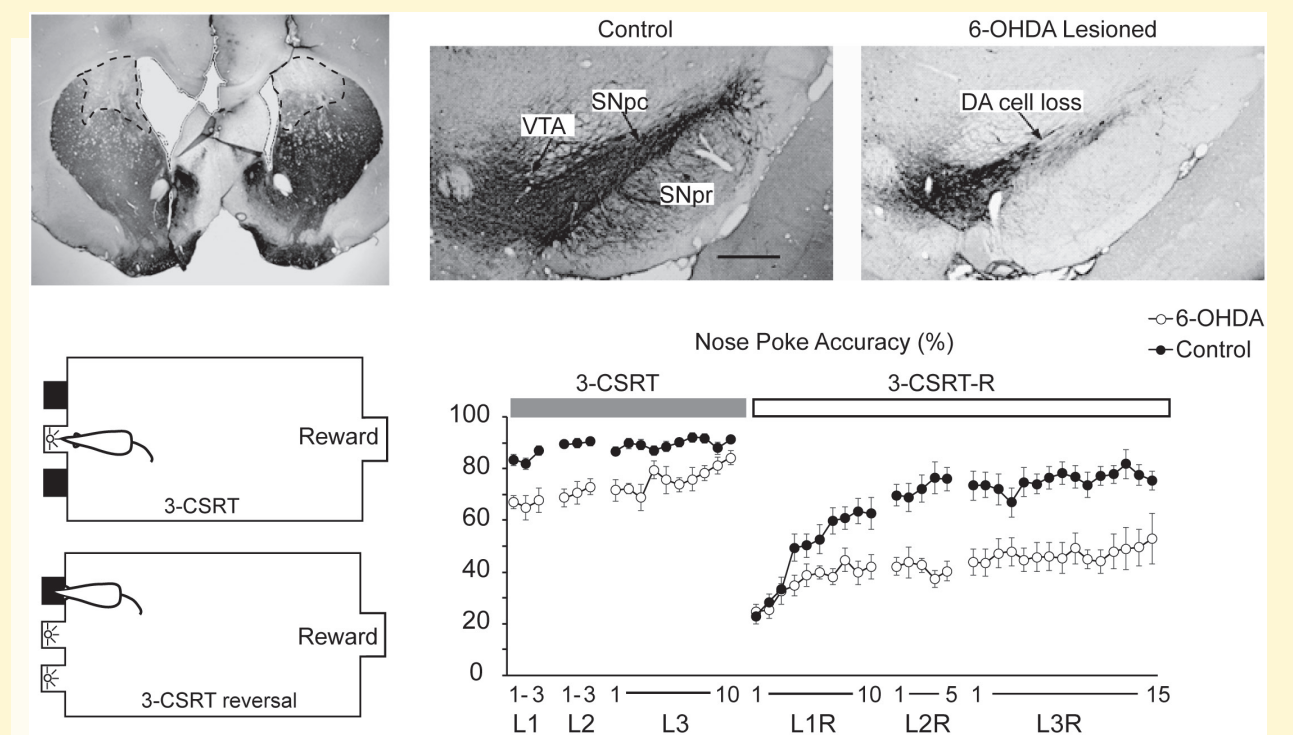 Control
6-OHDA Lesioned
SNpc
VTA
SNpr
DA cell loss
6-OHDA
Control
Nose Poke Accuracy (%)
3-CSRT
3-CSRT-R
Reward
3-CSRT
Reward
3-CSRT reversal
100
80
60
40
20
0
1- 3 1- 3 1 10 1 10 1 5 1 15
L1 L2 L3 L1R L2R L3R